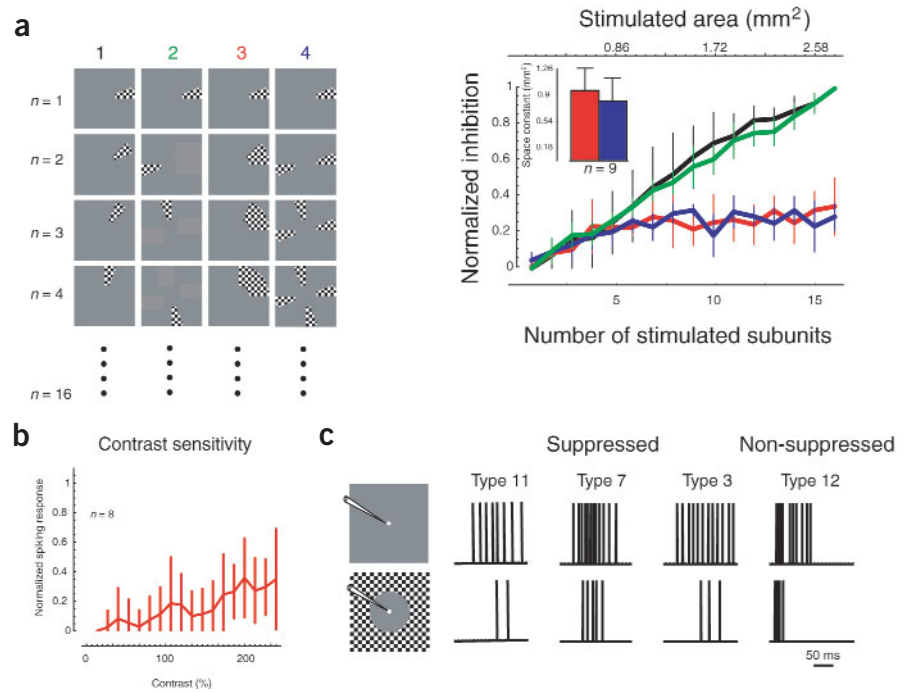 a
1 2 3 4
n = 1
n = 2
n = 3
n = 4
n = 16
Stimulated area (mm2)
0.86 1.72 2.58
Normalized inhibition
1
0.8
0.6
0.4
0.2
0
Space constant (mm2)
1.26
0.9
0.54
0.18
n = 9
5 10 15
Number of stimulated subunits
b
Contrast sensitivity
Normalized spiking response
1
0.8
0.6
0.4
0.2
0
n = 8
0 100 200
Contrast (%)
c
Suppressed Non-suppressed
Type 11 Type 7 Type 3 Type 12
50 ms